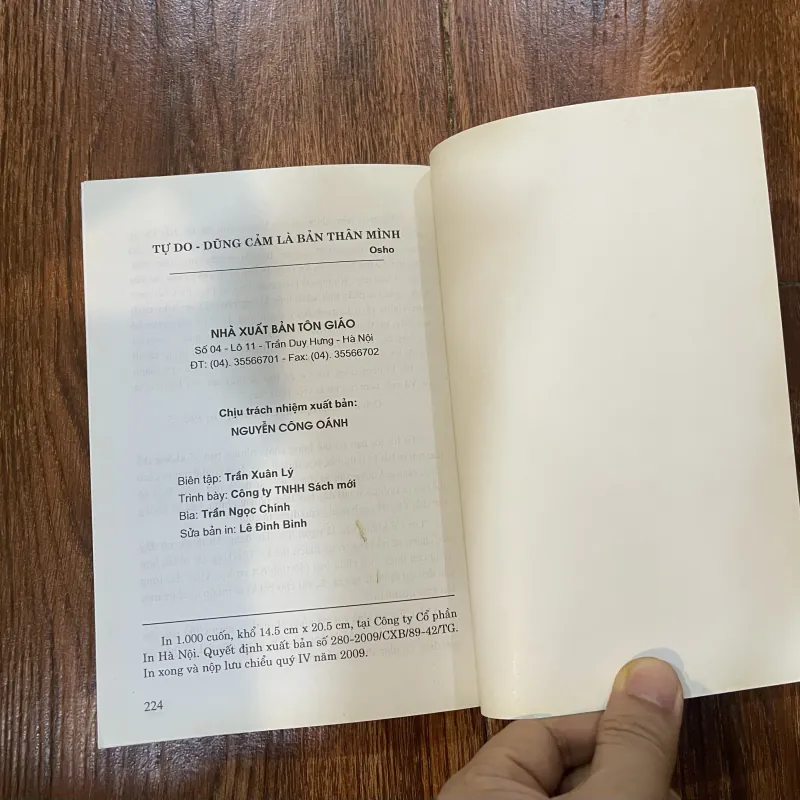 TỰ DO - DŨNG CẢM LÀ BẢN THÂN MÌNH
Osho
NHÀ XUẤT BẢN TÔN GIÁO
Số 04 - Lô 11 - Trần Duy Hưng - Hà Nội
ĐT: (04). 35566701 - Fax: (04). 35566702
Chịu trách nhiệm xuất bản:
NGUYỄN CÔNG OÁNH
Biên tập: Trần Xuân Lý
Trình bày: Công ty TNHH Sách mới
Bìa: Trần Ngọc Chính
Sửa bản in: Lê Đình Bình
In 1.000 cuốn, khổ 14.5 cm x 20.5 cm, tại Công ty Cổ phần
In Hà Nội. Quyết định xuất bản số 280-2009/CXB/89-42/TG.
In xong và nộp lưu chiểu quý IV năm 2009.
224